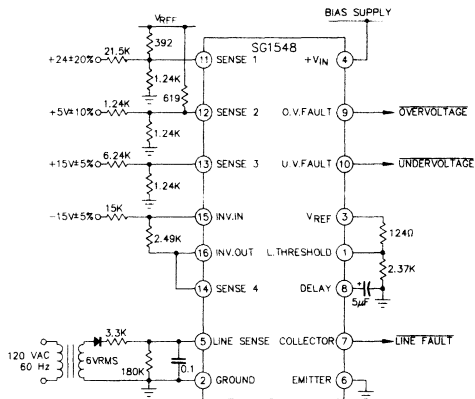 BIAS SUPPLY
VREF
SG1548
392
+24±20% 21.5K 11 SENSE 1 +VIN 4
1.24K
619
+5V±10% 1.24K 12 SENSE 2 O.V.FAULT 9 OVERVOLTAGE
1.24K
+15V±5% 6.24K 13 SENSE 3 U.V.FAULT 10 UNDERVOLTAGE
1.24K
-15V±5% 15K 15 INV.IN VREF 3
124Ω
2.49K
16 INV.OUT L.THRESHOLD 1
2.37K
14 SENSE 4 DELAY 8 + 5µF
3.3K 5 LINE SENSE COLLECTOR 7 LINE FAULT
120 VAC
60 Hz
6VRMS
180K 0.1
2 GROUND EMITTER 6